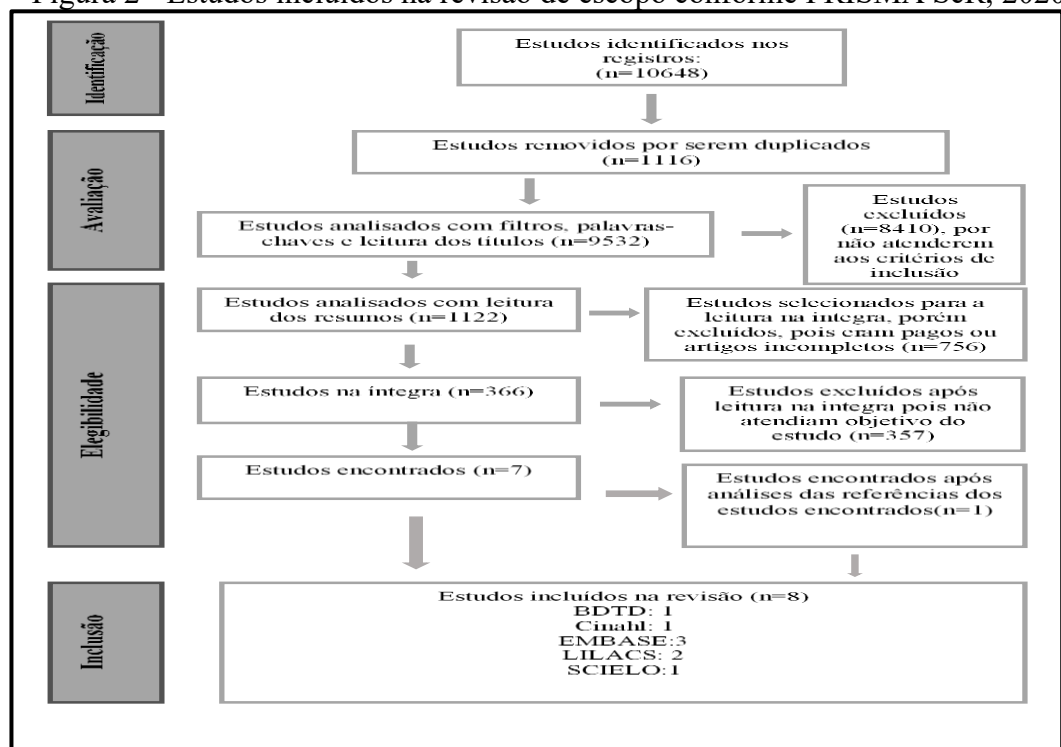 Figura 2 - Estudos incluídos na revisão de escopo conforme PRISMA ScR, 2020
Identificação
Estudos identificados nos
registros:
(n=10648)
Avaliação
Estudos removidos por serem duplicados
(n=1116)
Estudos analisados com filtros, palavras-
chaves e leitura dos títulos (n=9532)
Estudos
excluídos
(n=8410), por
não atenderem
aos critérios de
inclusão
Elegibilidade
Estudos analisados com leitura
dos resumos (n=1122)
Estudos selecionados para a
leitura na íntegra, porém
excluídos, pois eram pagos ou
artigos incompletos (n=756)
Estudos na íntegra (n=366)
Estudos excluídos após
leitura na íntegra pois não
atendiam objetivo do
estudo (n=357)
Estudos encontrados (n=7)
Estudos encontrados após
análises das referências dos
estudos encontrados(n=1)
Inclusão
Estudos incluídos na revisão (n=8)
BDTD: 1
Cinahl: 1
EMBASE:3
LILACS: 2
SCIELO:1